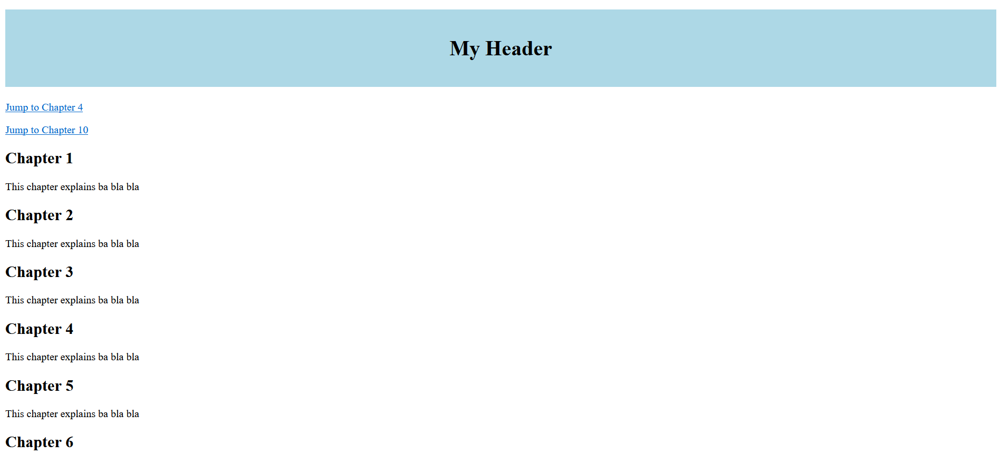 My Header
Jump to Chapter 4
Jump to Chapter 10
Chapter 1
This chapter explains ba bla bla
Chapter 2
This chapter explains ba bla bla
Chapter 3
This chapter explains ba bla bla
Chapter 4
This chapter explains ba bla bla
Chapter 5
This chapter explains ba bla bla
Chapter 6